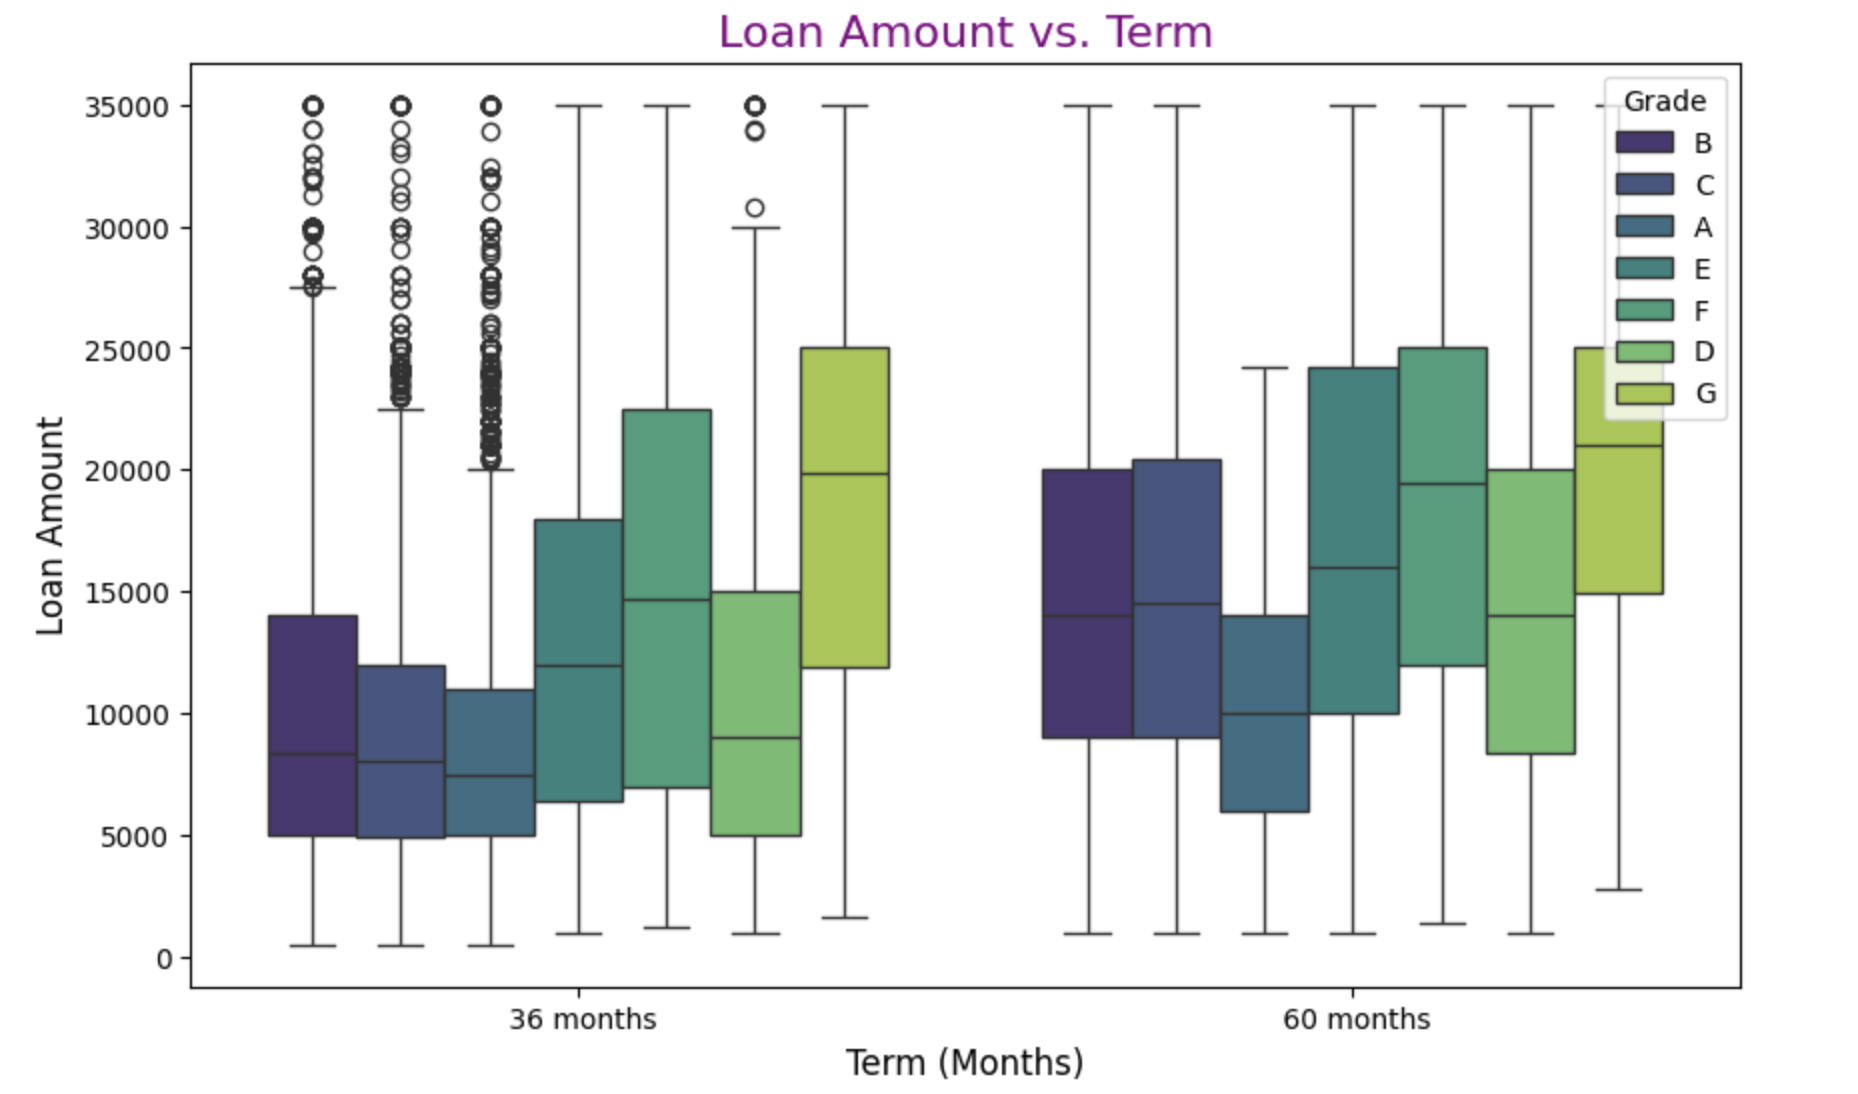 Loan Amount vs. Term
Loan Amount
35000
30000
25000
20000
15000
10000
5000
0
36 months
60 months
Term (Months)
Grade
B
C
A
E
F
D
G